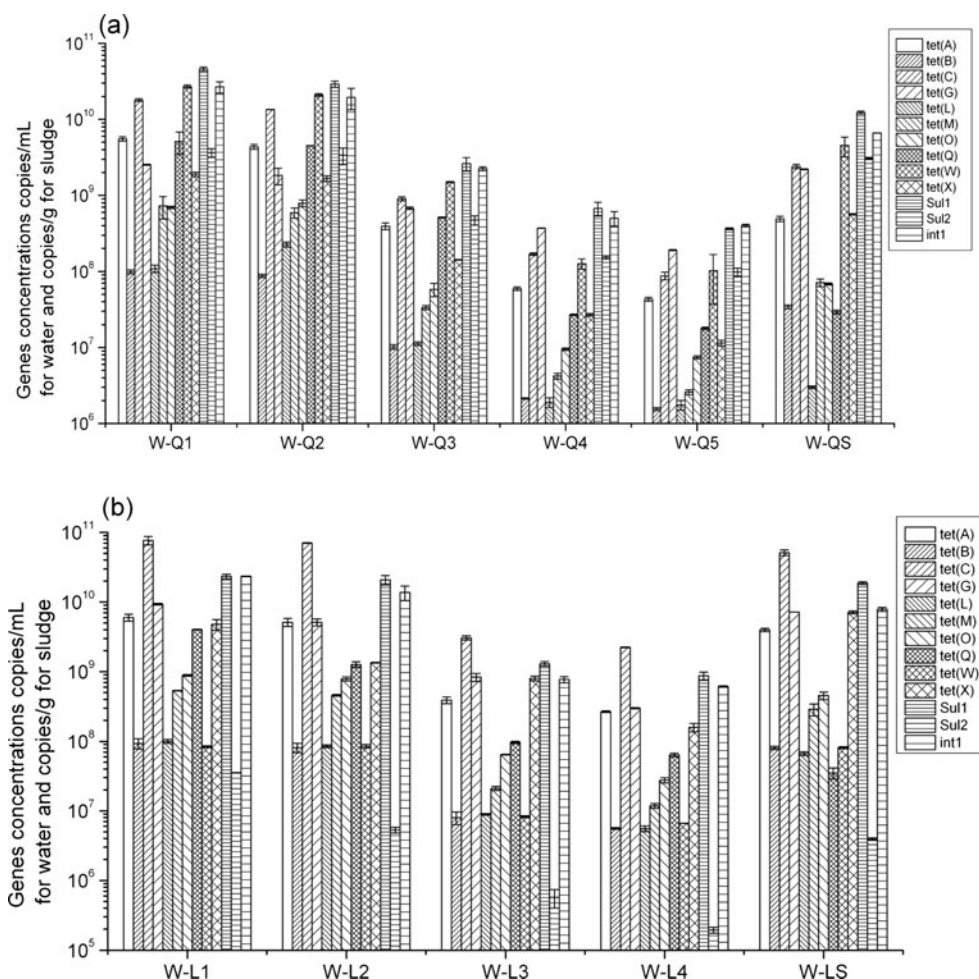 (a)
Genes concentrations copies/mL
for water and copies/g for sludge
10^11
10^10
10^9
10^8
10^7
10^6
W-Q1 W-Q2 W-Q3 W-Q4 W-Q5 W-QS
tet(A)
tet(B)
tet(C)
tet(G)
tet(L)
tet(M)
tet(O)
tet(Q)
tet(W)
tet(X)
Sul1
Sul2
int1
(b)
Genes concentrations copies/mL
for water and copies/g for sludge
10^11
10^10
10^9
10^8
10^7
10^6
10^5
W-L1 W-L2 W-L3 W-L4 W-LS
tet(A)
tet(B)
tet(C)
tet(G)
tet(L)
tet(M)
tet(O)
tet(Q)
tet(W)
tet(X)
Sul1
Sul2
int1